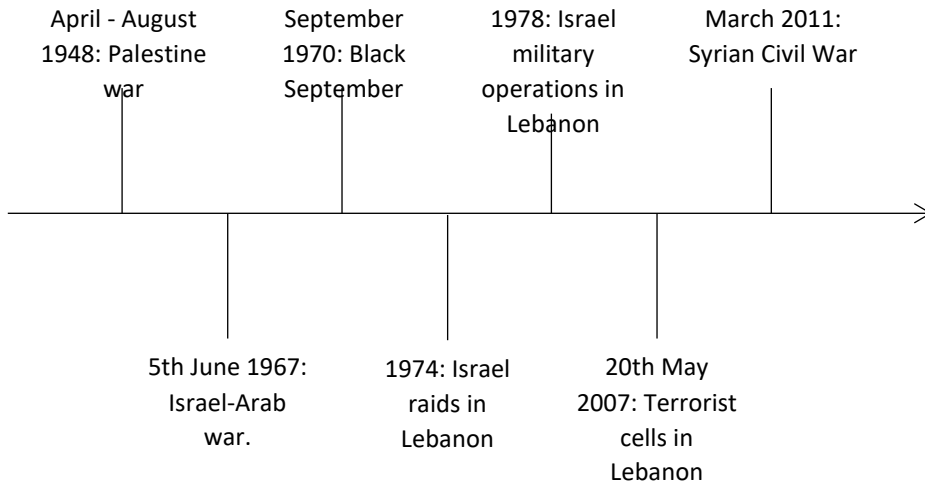 April - August
1948: Palestine
war
September
1970: Black
September
1978: Israel
military
operations in
Lebanon
March 2011:
Syrian Civil War
5th June 1967:
Israel-Arab
war.
1974: Israel
raids in
Lebanon
20th May
2007: Terrorist
cells in
Lebanon